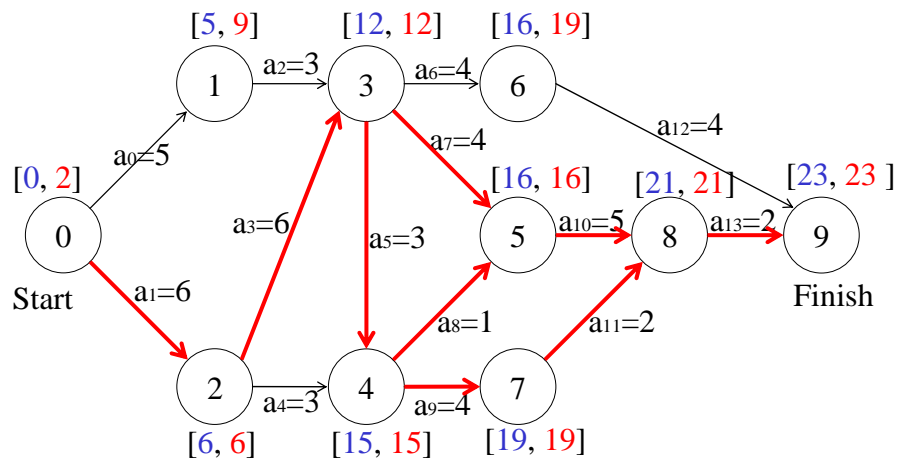 [5, 9]
[12, 12]
[16, 19]
1
a2=3
3
a6=4
6
a0=5
a7=4
a12=4
[0, 2]
[16, 16]
[21, 21]
[23, 23 ]
0
a3=6
a5=3
5
a10=5
8
a13=2
9
Start
a1=6
a8=1
a11=2
Finish
2
a4=3
4
a9=4
7
[6, 6]
[15, 15]
[19, 19]